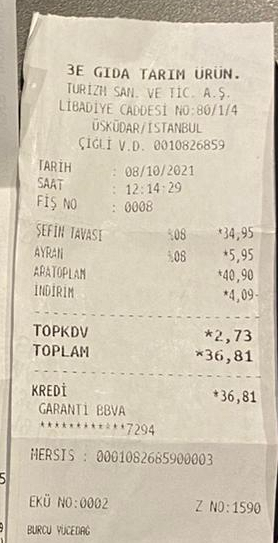 3E GIDA TARIM ÜRÜN.
TURİZM SAN. VE TİC. A.Ş.
LİBADİYE CADDESİ NO:80/1/4
ÜSKÜDAR/İSTANBUL
ÇİĞLİ V.D. 0010826859
TARİH : 08/10/2021
SAAT : 12:14:29
FİŞ NO : 0008
ŞEFİN TAVASI %08 *34,95
AYRAN %08 *5,95
ARATOPLAM *40,90
İNDİRİM *4,09-
TOPKDV *2,73
TOPLAM *36,81
KREDİ *36,81
GARANTİ BBVA
************7294
MERSIS : 0001082685900003
EKÜ NO:0002 Z NO:1590
BURCU YÜCEDAĞ